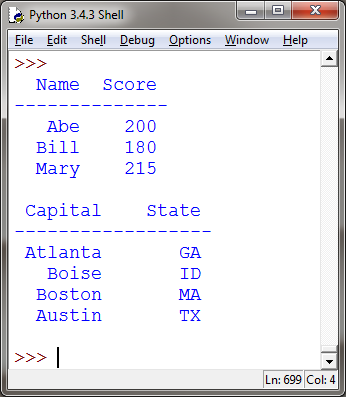 Python 3.4.3 Shell
File Edit Shell Debug Options Window Help
>>>
  Name  Score
--------------
   Abe    200
  Bill    180
  Mary    215

 Capital    State
------------------
 Atlanta       GA
   Boise       ID
  Boston       MA
  Austin       TX

>>>
Ln: 699 Col: 4